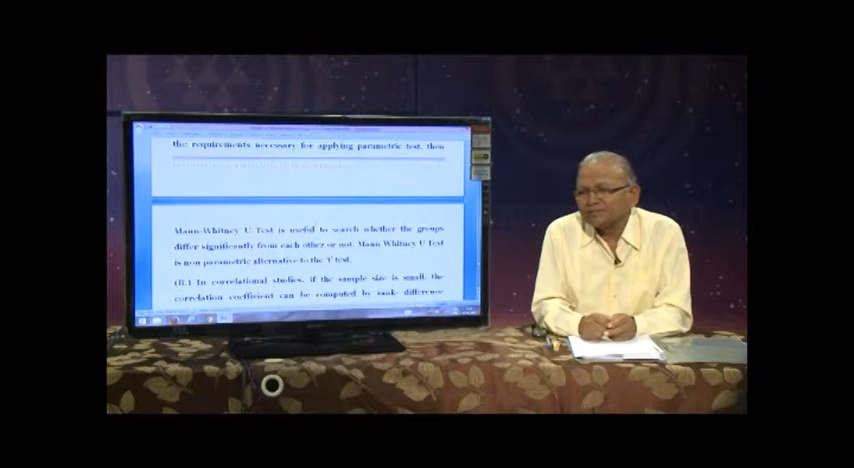 the requirements necessary for applying parametric test, then
Mann-Whitney U Test is useful to search whether the groups
differ significantly from each other or not. Mann Whitney U Test
is non parametric alternative to the T test.
(B.) In correlational studies, if the sample size is small, the
correlation coefficient can be computed by rank- difference